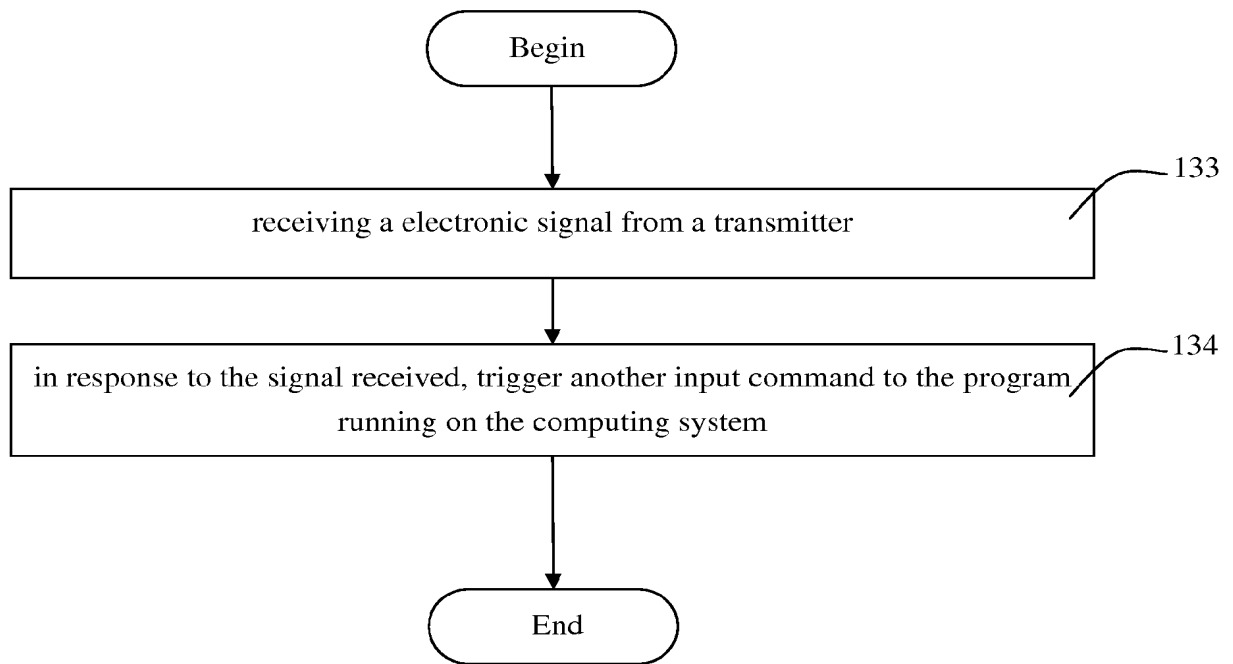 Begin
133
receiving a electronic signal from a transmitter
134
in response to the signal received, trigger another input command to the program
running on the computing system
End